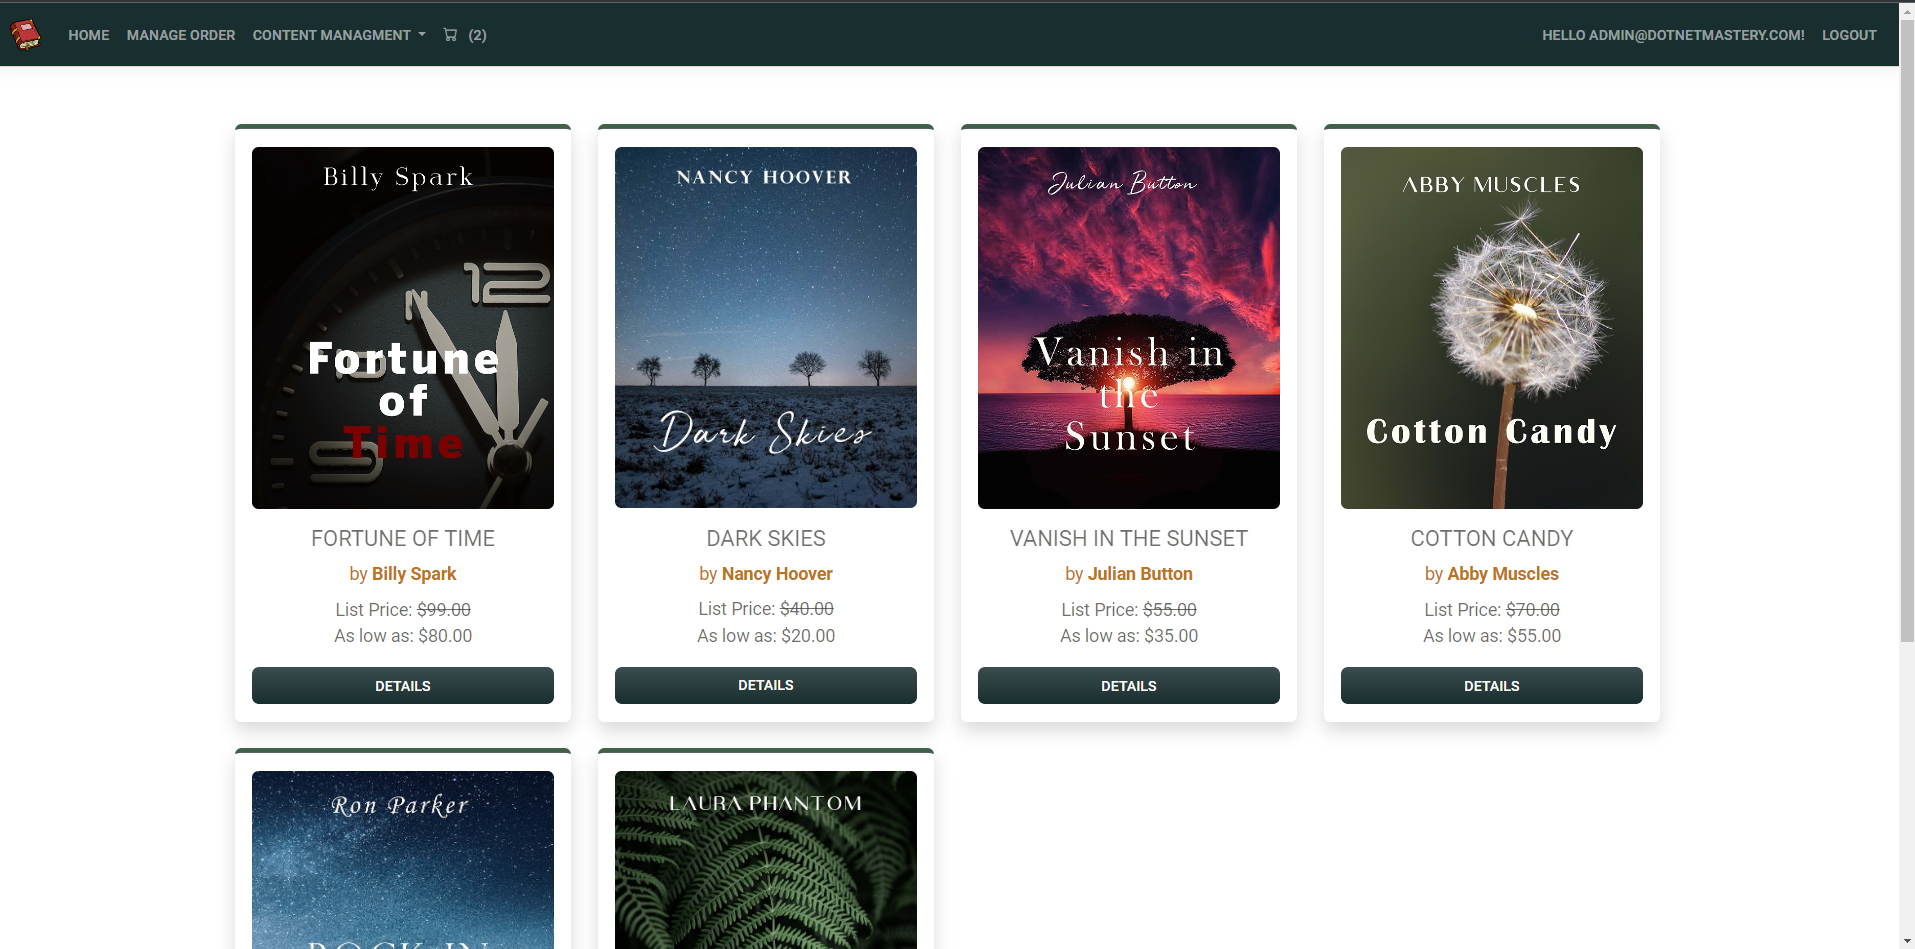 HOME MANAGE ORDER CONTENT MANAGMENT (2) HELLO ADMIN@DOTNETMASTERY.COM! LOGOUT
Billy Spark
12
Fortune
of
Time
FORTUNE OF TIME
by Billy Spark
List Price: $99.00
As low as: $80.00
DETAILS
NANCY HOOVER
Dark Skies
DARK SKIES
by Nancy Hoover
List Price: $40.00
As low as: $20.00
DETAILS
Julian Button
Vanish in
the
Sunset
VANISH IN THE SUNSET
by Julian Button
List Price: $55.00
As low as: $35.00
DETAILS
ABBY MUSCLES
Cotton Candy
COTTON CANDY
by Abby Muscles
List Price: $70.00
As low as: $55.00
DETAILS
Ron Parker
ROCK IN
LAURA PHANTOM